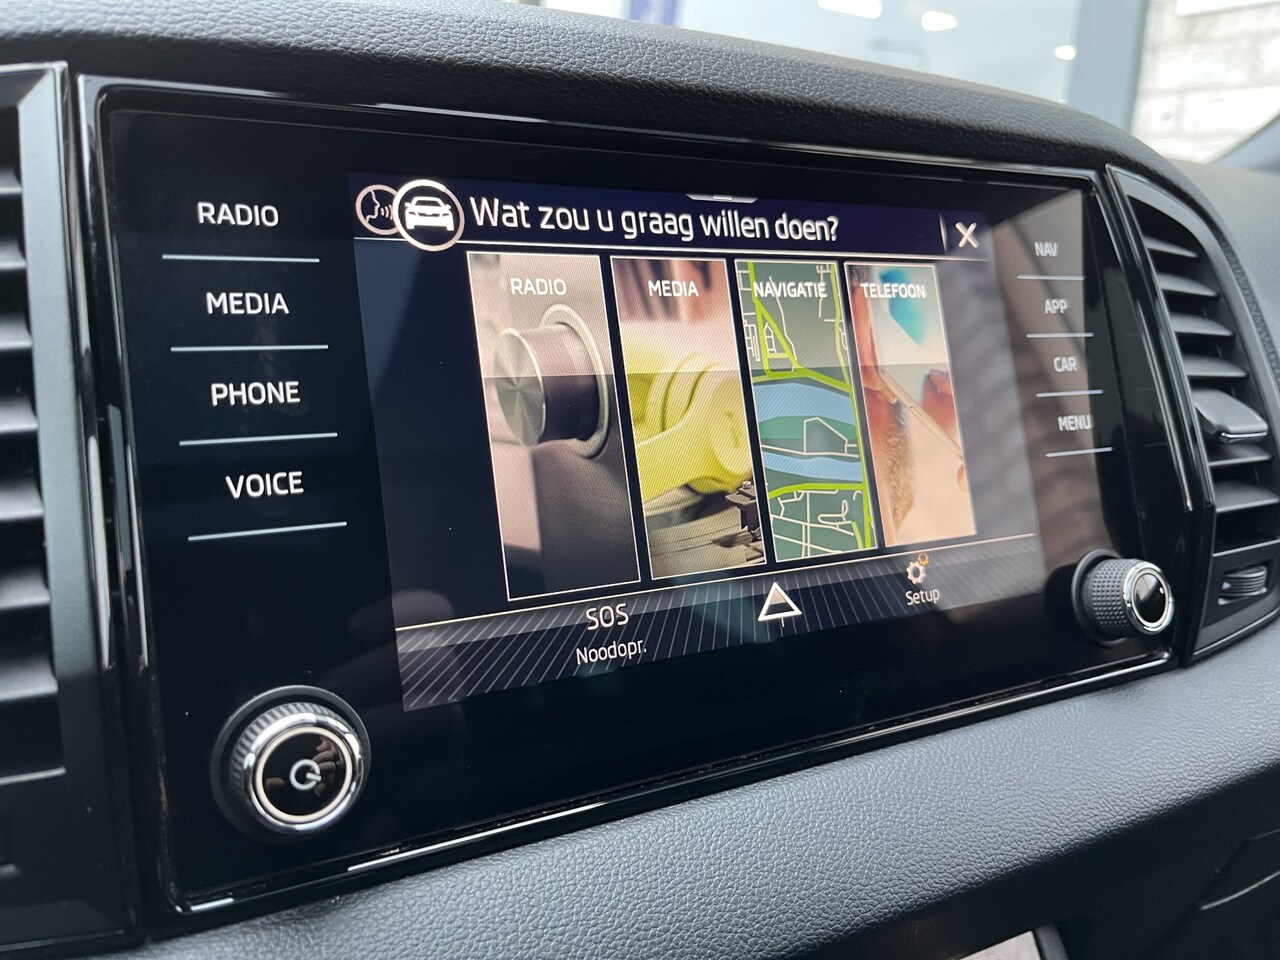 RADIO
MEDIA
PHONE
VOICE
Wat zou u graag willen doen?
RADIO
MEDIA
NAVIGATIE
TELEFOON
SOS
Noodopr.
Setup
NAV
APP
CAR
MENU